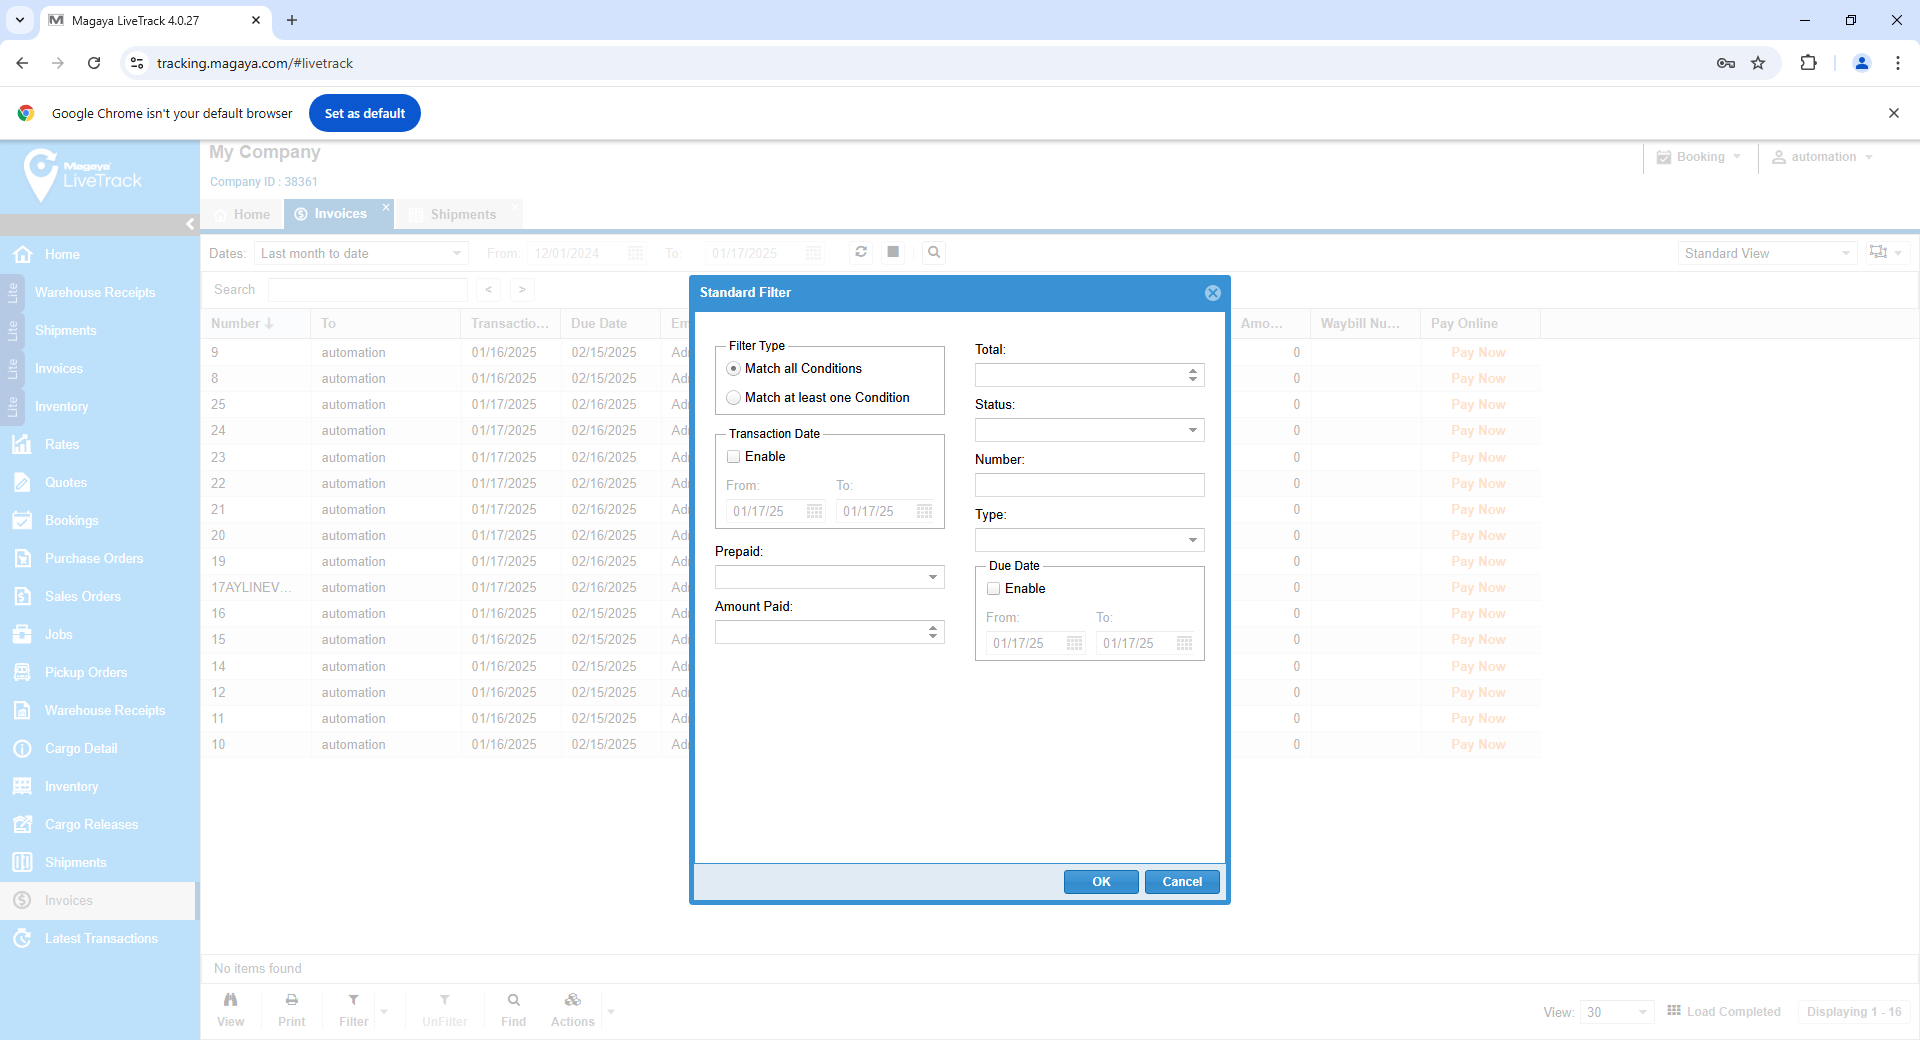 Magaya LiveTrack 4.0.27
tracking.magaya.com/#livetrack
Google Chrome isn't your default browser
Set as default
Magaya
LiveTrack
My Company
Company ID : 38361
Booking
automation
Home
Invoices
Shipments
Dates:
Last month to date
From:
12/01/2024
To:
01/17/2025
Standard View
Search
<
>
Home
Lite
Warehouse Receipts
Lite
Shipments
Lite
Invoices
Lite
Inventory
Rates
Quotes
Bookings
Purchase Orders
Sales Orders
Jobs
Pickup Orders
Warehouse Receipts
Cargo Detail
Inventory
Cargo Releases
Shipments
Invoices
Latest Transactions
Number To Transactio... Due Date Em Amo... Waybill Nu... Pay Online
9 automation 01/16/2025 02/15/2025 Ad 0 Pay Now
8 automation 01/16/2025 02/15/2025 Ad 0 Pay Now
25 automation 01/17/2025 02/16/2025 Ad 0 Pay Now
24 automation 01/17/2025 02/16/2025 Ad 0 Pay Now
23 automation 01/17/2025 02/16/2025 Ad 0 Pay Now
22 automation 01/17/2025 02/16/2025 Ad 0 Pay Now
21 automation 01/17/2025 02/16/2025 Ad 0 Pay Now
20 automation 01/17/2025 02/16/2025 Ad 0 Pay Now
19 automation 01/17/2025 02/16/2025 Ad 0 Pay Now
17AYLINEV... automation 01/17/2025 02/16/2025 Ad 0 Pay Now
16 automation 01/16/2025 02/15/2025 Ad 0 Pay Now
15 automation 01/16/2025 02/15/2025 Ad 0 Pay Now
14 automation 01/16/2025 02/15/2025 Ad 0 Pay Now
12 automation 01/16/2025 02/15/2025 Ad 0 Pay Now
11 automation 01/16/2025 02/15/2025 Ad 0 Pay Now
10 automation 01/16/2025 02/15/2025 Ad 0 Pay Now
Standard Filter
Filter Type
Match all Conditions
Match at least one Condition
Transaction Date
Enable
From:
To:
01/17/25
01/17/25
Prepaid:
Amount Paid:
Total:
Status:
Number:
Type:
Due Date
Enable
From:
To:
01/17/25
01/17/25
OK
Cancel
No items found
View
Print
Filter
UnFilter
Find
Actions
View:
30
Load Completed
Displaying 1 - 16